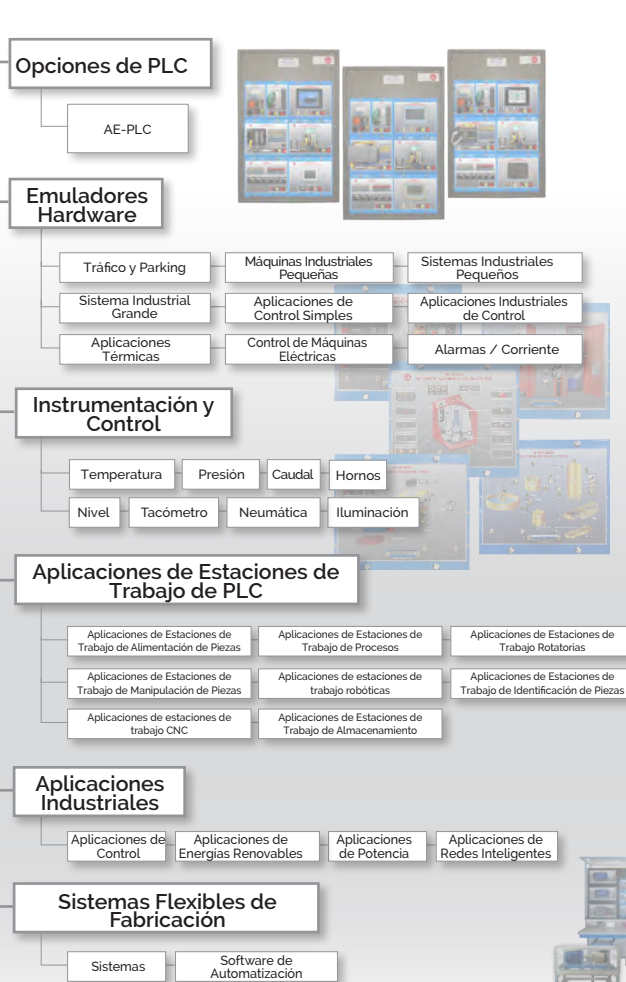 Opciones de PLC
AE-PLC
Emuladores
Hardware
Tráfico y Parking
Máquinas Industriales
Pequeñas
Sistemas Industriales
Pequeños
Sistema Industrial
Grande
Aplicaciones de
Control Simples
Aplicaciones Industriales
de Control
Aplicaciones
Térmicas
Control de Máquinas
Eléctricas
Alarmas / Corriente
Instrumentación y
Control
Temperatura
Presión
Caudal
Hornos
Nivel
Tacómetro
Neumática
Iluminación
Aplicaciones de Estaciones de
Trabajo de PLC
Aplicaciones de Estaciones de
Trabajo de Alimentación de Piezas
Aplicaciones de Estaciones de
Trabajo de Procesos
Aplicaciones de Estaciones de
Trabajo Rotatorias
Aplicaciones de Estaciones de
Trabajo de Manipulación de Piezas
Aplicaciones de estaciones de
trabajo robóticas
Aplicaciones de Estaciones de
Trabajo de Identificación de Piezas
Aplicaciones de estaciones de
trabajo CNC
Aplicaciones de Estaciones de
Trabajo de Almacenamiento
Aplicaciones
Industriales
Aplicaciones de
Control
Aplicaciones de
Energías Renovables
Aplicaciones
de Potencia
Aplicaciones de
Redes Inteligentes
Sistemas Flexibles de
Fabricación
Sistemas
Software de
Automatización